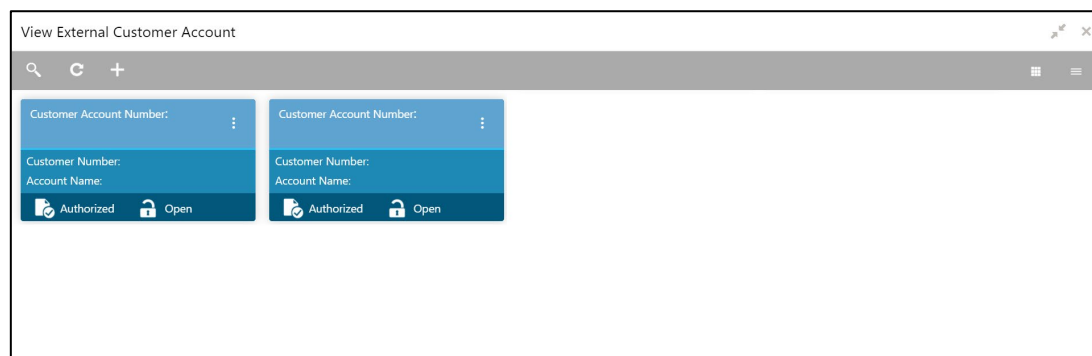 View External Customer Account
Customer Account Number:
Customer Number:
Account Name:
Authorized Open
Customer Account Number:
Customer Number:
Account Name:
Authorized Open